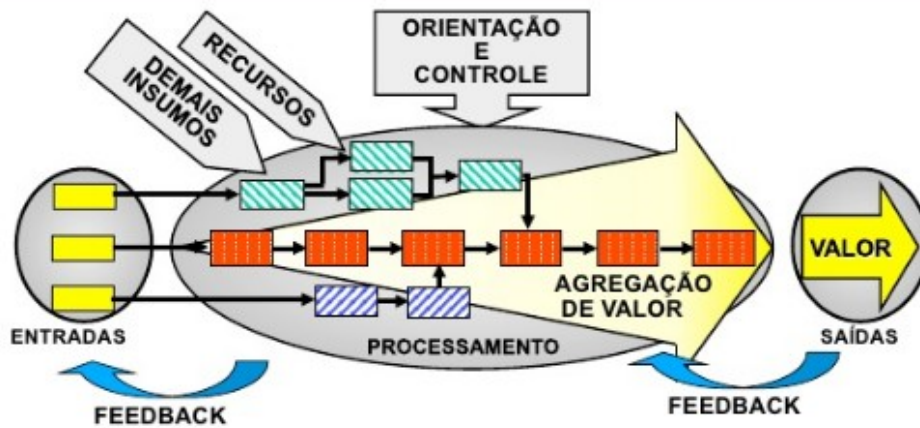 DEMAIS
INSUMOS
RECURSOS
ORIENTAÇÃO
E
CONTROLE
VALOR
AGREGAÇÃO
DE VALOR
ENTRADAS
PROCESSAMENTO
SAÍDAS
FEEDBACK
FEEDBACK